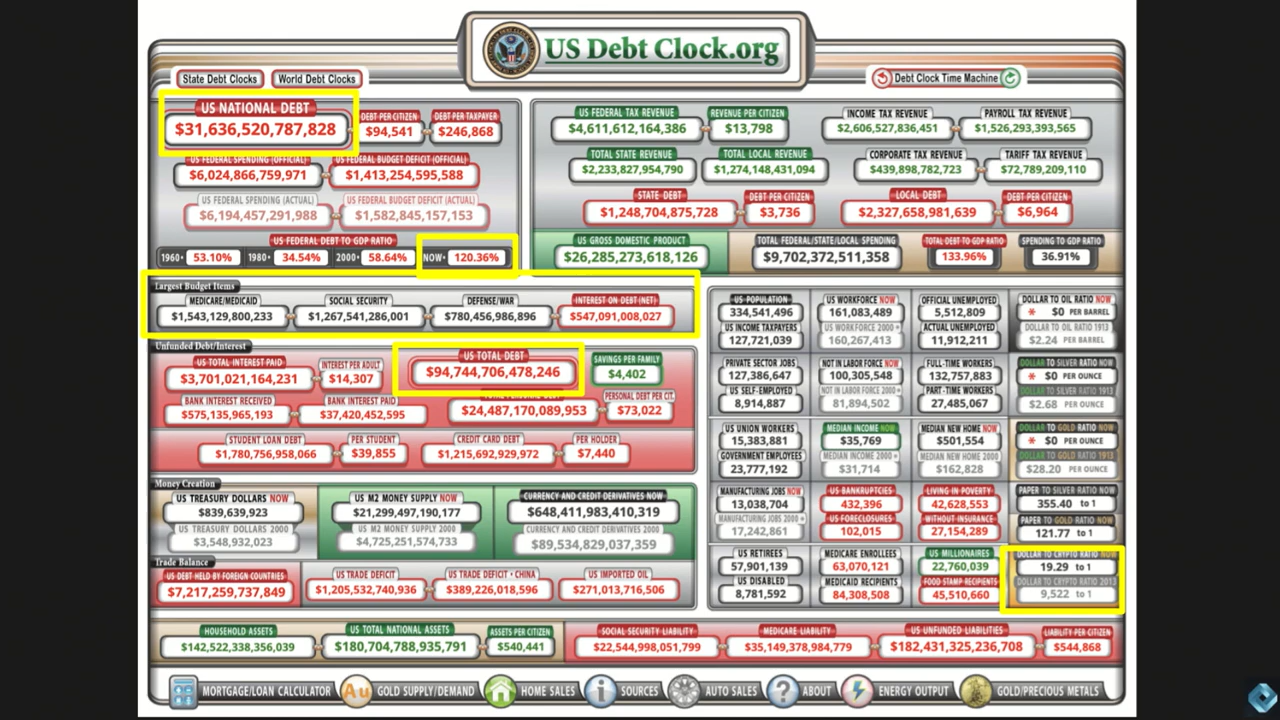 US Debt Clock.org
State Debt Clocks World Debt Clocks Debt Clock Time Machine
US NATIONAL DEBT
$31,636,520,787,828
DEBT PER CITIZEN
$94,541
DEBT PER TAXPAYER
$246,868
US FEDERAL SPENDING (OFFICIAL)
$6,024,866,759,971
US FEDERAL BUDGET DEFICIT (OFFICIAL)
$1,413,254,595,588
US FEDERAL SPENDING (ACTUAL)
$6,194,457,291,988
US FEDERAL BUDGET DEFICIT (ACTUAL)
$1,582,845,157,153
US FEDERAL DEBT TO GDP RATIO
1960• 53.10% 1980• 34.54% 2000• 58.64% NOW• 120.36%
US FEDERAL TAX REVENUE
$4,611,612,164,386
REVENUE PER CITIZEN
$13,798
INCOME TAX REVENUE
$2,606,527,836,451
PAYROLL TAX REVENUE
$1,526,293,393,565
TOTAL STATE REVENUE
$2,233,827,954,790
TOTAL LOCAL REVENUE
$1,274,148,431,094
CORPORATE TAX REVENUE
$439,898,782,723
TARIFF TAX REVENUE
$72,789,209,110
STATE DEBT
$1,248,704,875,728
DEBT PER CITIZEN
$3,736
LOCAL DEBT
$2,327,658,981,639
DEBT PER CITIZEN
$6,964
US GROSS DOMESTIC PRODUCT
$26,285,273,618,126
TOTAL FEDERAL/STATE/LOCAL SPENDING
$9,702,372,511,358
TOTAL DEBT TO GDP RATIO
133.96%
SPENDING TO GDP RATIO
36.91%
Largest Budget Items
MEDICARE/MEDICAID
$1,543,129,800,233
SOCIAL SECURITY
$1,267,541,286,001
DEFENSE/WAR
$780,456,986,896
INTEREST ON DEBT (NET)
$547,091,008,027
Unfunded Debt/Interest
US TOTAL INTEREST PAID
$3,701,021,164,231
INTEREST PER ADULT
$14,307
US TOTAL DEBT
$94,744,706,478,246
SAVINGS PER FAMILY
$4,402
BANK INTEREST RECEIVED
$575,135,965,193
BANK INTEREST PAID
$37,420,452,595
$24,487,170,089,953
PERSONAL DEBT PER CIT.
$73,022
STUDENT LOAN DEBT
$1,780,756,958,066
PER STUDENT
$39,855
CREDIT CARD DEBT
$1,215,692,929,972
PER HOLDER
$7,440
Money Creation
US TREASURY DOLLARS NOW
$839,639,923
US TREASURY DOLLARS 2000
$3,548,932,023
US M2 MONEY SUPPLY NOW
$21,299,497,190,177
US M2 MONEY SUPPLY 2000
$4,725,251,574,733
CURRENCY AND CREDIT DERIVATIVES NOW
$648,411,983,410,319
CURRENCY AND CREDIT DERIVATIVES 2000
$89,534,829,037,359
Trade Balance
US DEBT HELD BY FOREIGN COUNTRIES
$7,217,259,737,849
US TRADE DEFICIT
$1,205,532,740,936
US TRADE DEFICIT • CHINA
$389,226,018,596
US IMPORTED OIL
$271,013,716,506
US POPULATION
334,541,496
US INCOME TAXPAYERS
127,721,039
US WORKFORCE NOW
161,083,489
US WORKFORCE 2000
160,267,413
OFFICIAL UNEMPLOYED
5,512,809
ACTUAL UNEMPLOYED
11,912,211
DOLLAR TO OIL RATIO NOW
* $0 PER BARREL
DOLLAR TO OIL RATIO 1913
$2.24 PER BARREL
PRIVATE SECTOR JOBS
127,386,647
US SELF-EMPLOYED
8,914,887
NOT IN LABOR FORCE NOW
100,305,548
NOT IN LABOR FORCE 2000
81,894,502
FULL-TIME WORKERS
132,757,883
PART-TIME WORKERS
27,485,067
DOLLAR TO SILVER RATIO NOW
* $0 PER OUNCE
DOLLAR TO SILVER RATIO 1913
$2.68 PER OUNCE
US UNION WORKERS
15,383,881
GOVERNMENT EMPLOYEES
23,777,192
MEDIAN INCOME NOW
$35,769
MEDIAN INCOME 2000
$31,714
MEDIAN NEW HOME NOW
$501,554
MEDIAN NEW HOME 2000
$162,828
DOLLAR TO GOLD RATIO NOW
* $0 PER OUNCE
DOLLAR TO GOLD RATIO 1913
$28.20 PER OUNCE
MANUFACTURING JOBS NOW
13,038,704
MANUFACTURING JOBS 2000
17,242,861
US BANKRUPTCIES
432,396
US FORECLOSURES
102,015
LIVING IN POVERTY
42,628,553
WITHOUT INSURANCE
27,154,289
PAPER TO SILVER RATIO NOW
355.40 to 1
PAPER TO GOLD RATIO NOW
121.77 to 1
US RETIREES
57,901,139
US DISABLED
8,781,592
MEDICARE ENROLLEES
63,070,121
MEDICAID RECIPIENTS
84,308,508
US MILLIONAIRES
22,760,039
FOOD STAMP RECIPIENTS
45,510,660
DOLLAR TO CRYPTO RATIO NOW
19.29 to 1
DOLLAR TO CRYPTO RATIO 2013
9,522 to 1
HOUSEHOLD ASSETS
$142,522,338,356,039
US TOTAL NATIONAL ASSETS
$180,704,788,935,791
ASSETS PER CITIZEN
$540,441
SOCIAL SECURITY LIABILITY
$22,544,998,051,799
MEDICARE LIABILITY
$35,149,378,984,779
US UNFUNDED LIABILITIES
$182,431,325,236,708
LIABILITY PER CITIZEN
$544,868
MORTGAGE/LOAN CALCULATOR Au GOLD SUPPLY/DEMAND HOME SALES i SOURCES AUTO SALES ? ABOUT ENERGY OUTPUT GOLD/PRECIOUS METALS